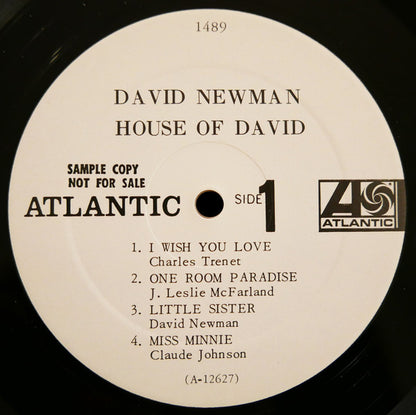 1489
DAVID NEWMAN
HOUSE OF DAVID
SAMPLE COPY
NOT FOR SALE
ATLANTIC
SIDE 1
ATLANTIC
1. I WISH YOU LOVE
Charles Trenet
2. ONE ROOM PARADISE
J. Leslie McFarland
3. LITTLE SISTER
David Newman
4. MISS MINNIE
Claude Johnson
(A-12627)